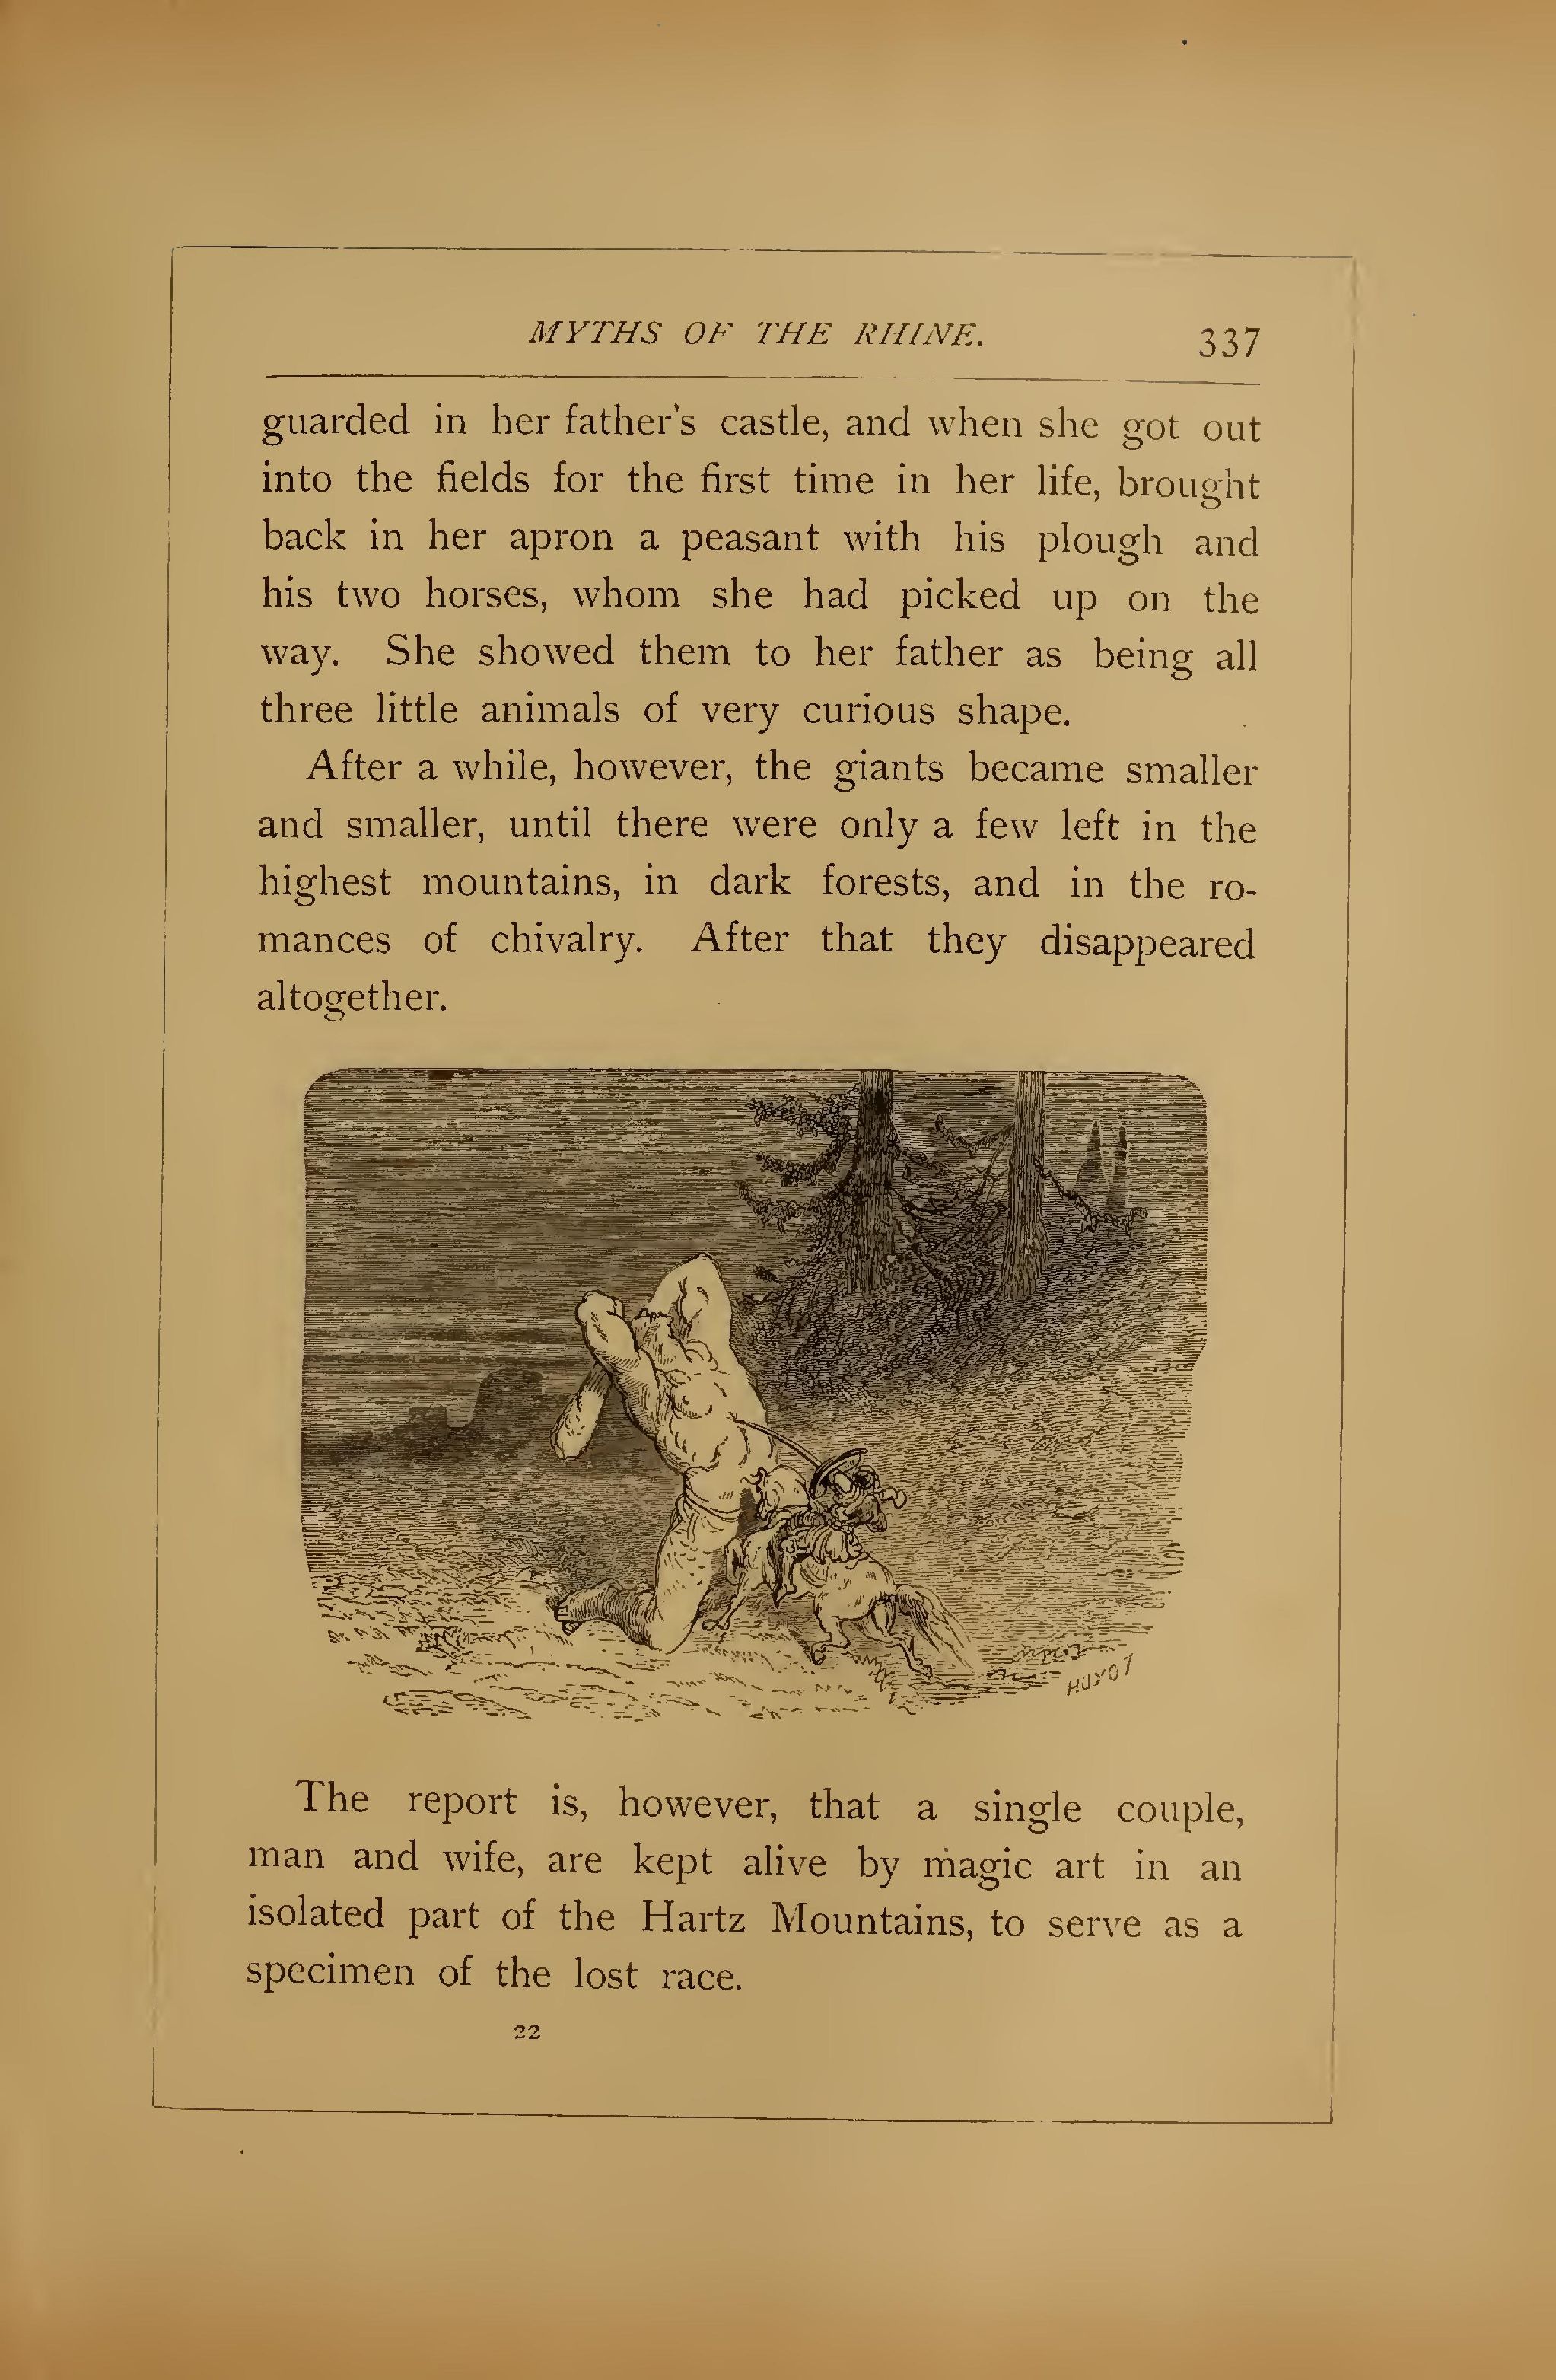 MYTHS OF THE RHINE. 337
guarded in her father's castle, and when she got out
into the fields for the first time in her life, brought
back in her apron a peasant with his plough and
his two horses, whom she had picked up on the
way. She showed them to her father as being all
three little animals of very curious shape.
After a while, however, the giants became smaller
and smaller, until there were only a few left in the
highest mountains, in dark forests, and in the ro-
mances of chivalry. After that they disappeared
altogether.
HUYOT
The report is, however, that a single couple,
man and wife, are kept alive by magic art in an
isolated part of the Hartz Mountains, to serve as a
specimen of the lost race.
22